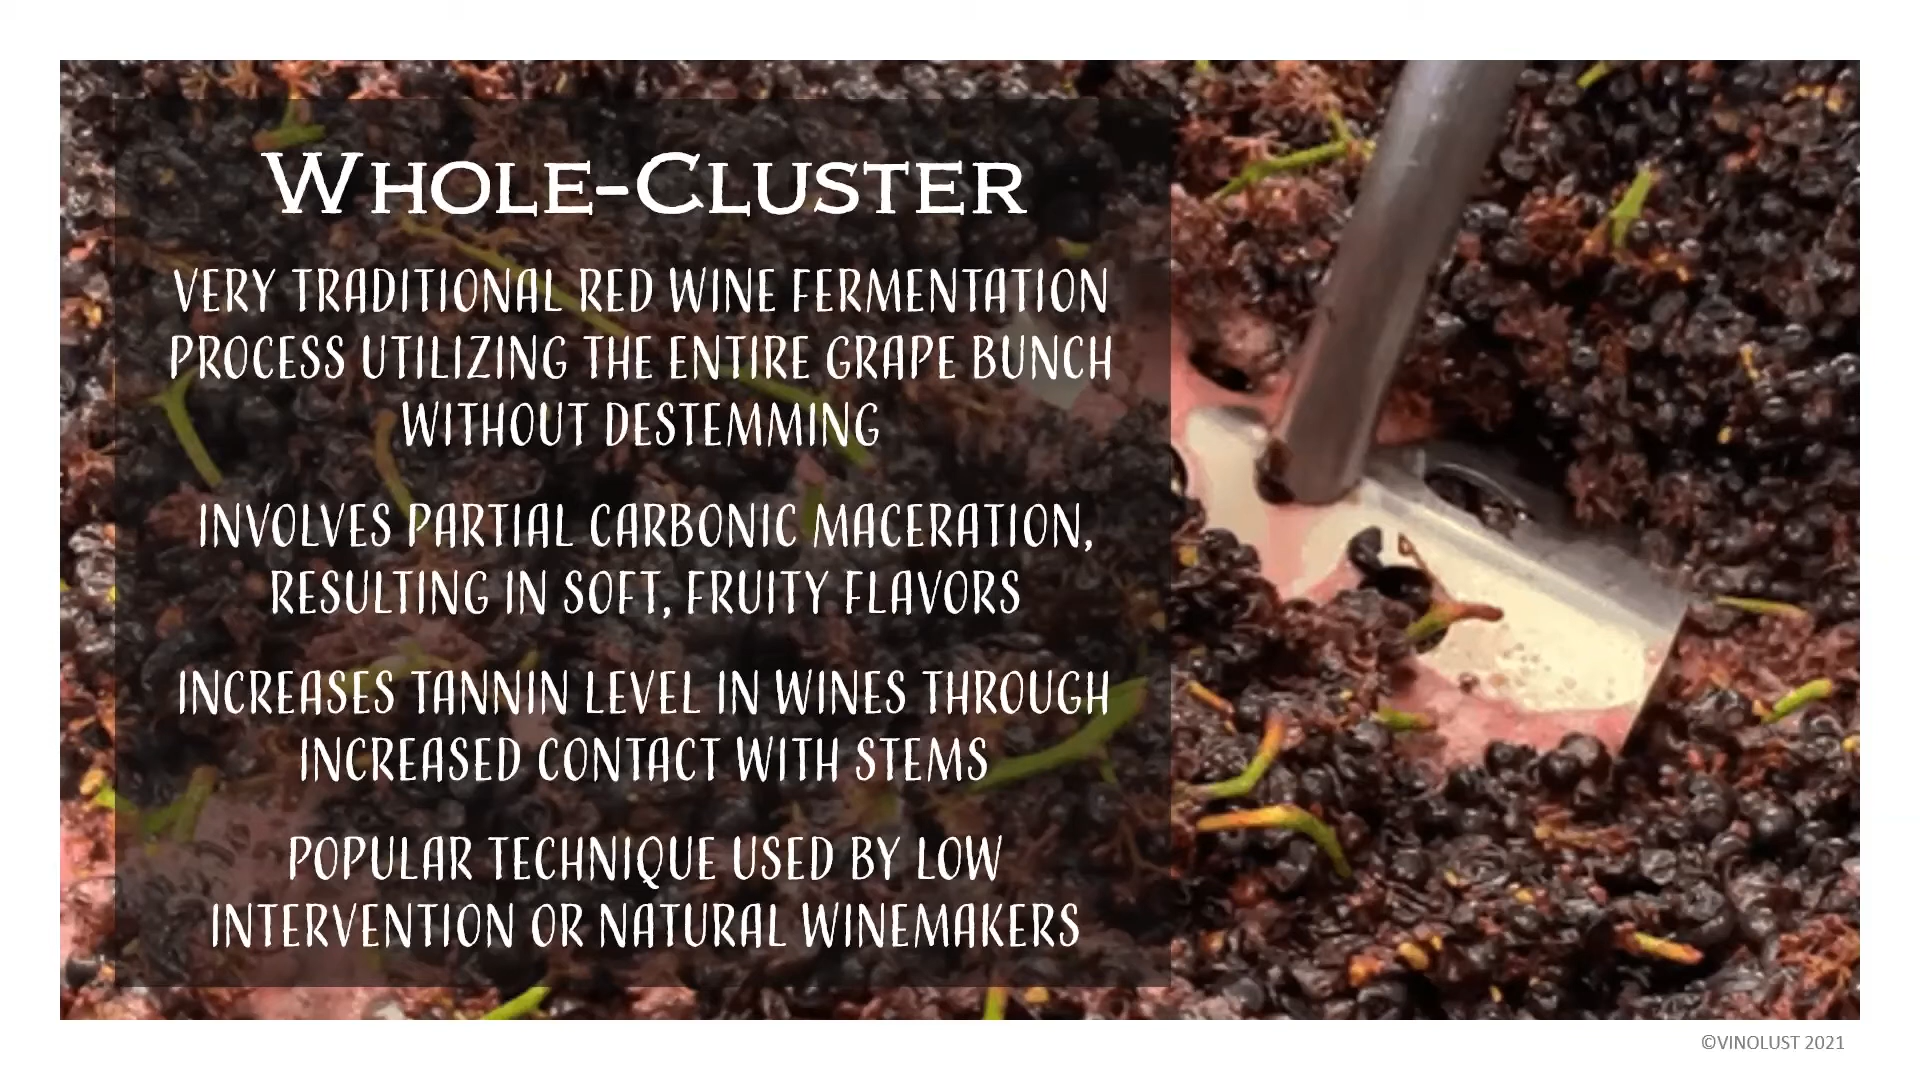 WHOLE-CLUSTER
VERY TRADITIONAL RED WINE FERMENTATION
PROCESS UTILIZING THE ENTIRE GRAPE BUNCH
WITHOUT DESTEMMING
INVOLVES PARTIAL CARBONIC MACERATION,
RESULTING IN SOFT, FRUITY FLAVORS
INCREASES TANNIN LEVEL IN WINES THROUGH
INCREASED CONTACT WITH STEMS
POPULAR TECHNIQUE USED BY LOW
INTERVENTION OR NATURAL WINEMAKERS
©VINOLUST 2021